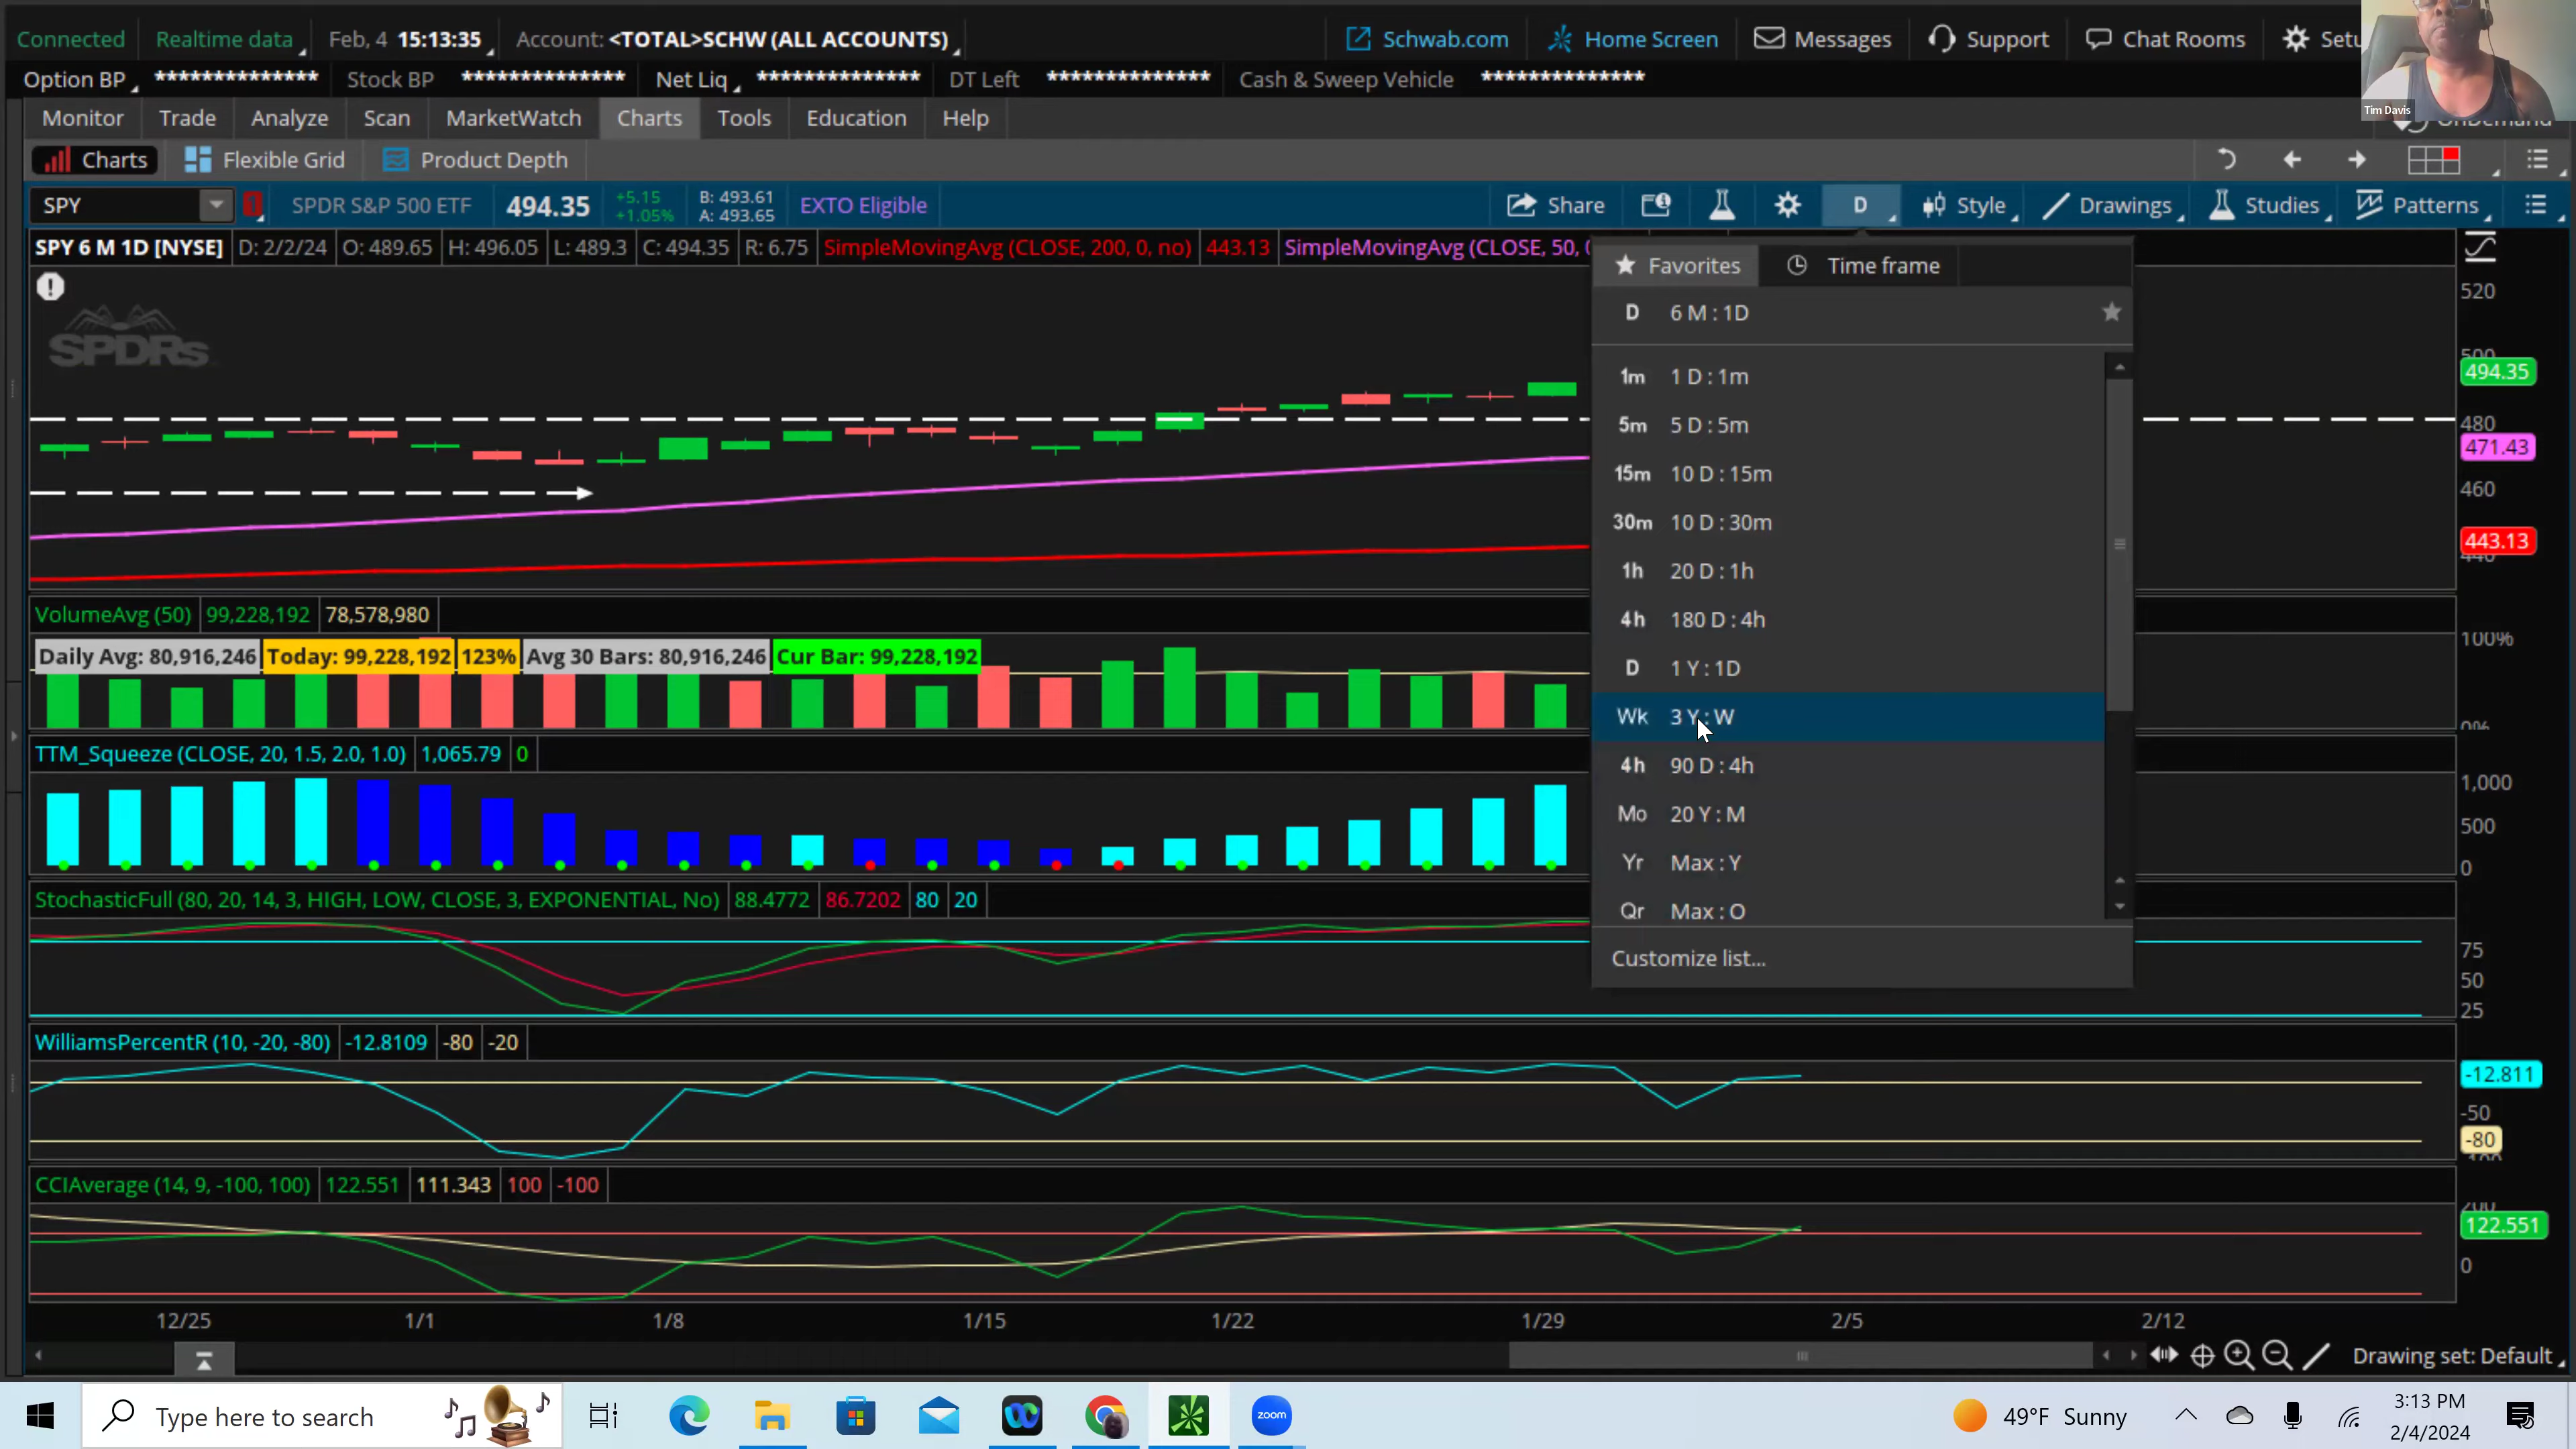 Connected Realtime data Feb, 4 15:13:35 Account: <TOTAL>SCHW (ALL ACCOUNTS) Schwab.com Home Screen Messages Support Chat Rooms
Option BP ************** Stock BP ************** Net Liq ************** DT Left ************** Cash & Sweep Vehicle **************
Tim Davis
Monitor Trade Analyze Scan MarketWatch Charts Tools Education Help OnDemand
Charts Flexible Grid Product Depth
SPY SPDR S&P 500 ETF 494.35 +5.15 +1.05% B: 493.61 A: 493.65 EXTO Eligible Share D Style Drawings Studies Patterns
SPY 6 M 1D [NYSE] D: 2/2/24 O: 489.65 H: 496.05 L: 489.3 C: 494.35 R: 6.75 SimpleMovingAvg (CLOSE, 200, 0, no) 443.13 SimpleMovingAvg (CLOSE, 50,
SPDRs
Favorites Time frame
D 6 M : 1D
1m 1 D : 1m
5m 5 D : 5m
15m 10 D : 15m
30m 10 D : 30m
1h 20 D : 1h
4h 180 D : 4h
D 1 Y : 1D
Wk 3 Y : W
4h 90 D : 4h
Mo 20 Y : M
Yr Max : Y
Qr Max : Q
Customize list...
520
500
494.35
480
471.43
460
443.13
440
VolumeAvg (50) 99,228,192 78,578,980
Daily Avg: 80,916,246 Today: 99,228,192 123% Avg 30 Bars: 80,916,246 Cur Bar: 99,228,192
100%
0%
TTM_Squeeze (CLOSE, 20, 1.5, 2.0, 1.0) 1,065.79 0
1,000
500
0
StochasticFull (80, 20, 14, 3, HIGH, LOW, CLOSE, 3, EXPONENTIAL, No) 88.4772 86.7202 80 20
75
50
25
WilliamsPercentR (10, -20, -80) -12.8109 -80 -20
-12.811
-50
-80
-100
CCIAverage (14, 9, -100, 100) 122.551 111.343 100 -100
200
122.551
0
12/25 1/1 1/8 1/15 1/22 1/29 2/5 2/12
Drawing set: Default
Type here to search zoom 49°F Sunny 3:13 PM
2/4/2024